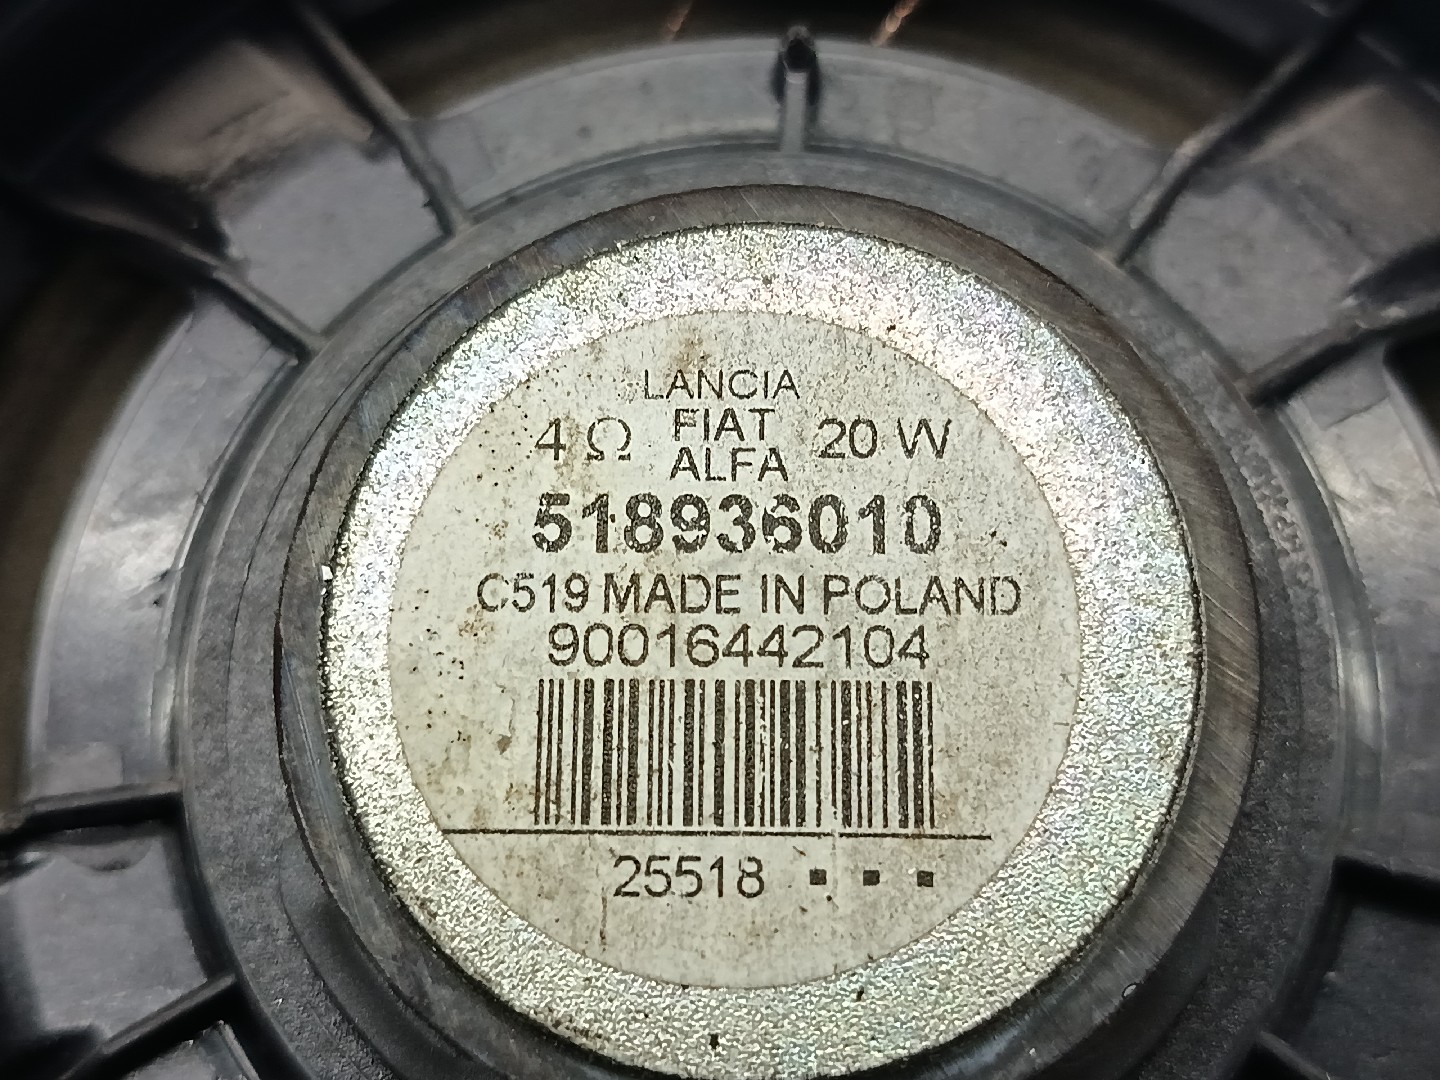 LANCIA
4 Ω FIAT 20 W
ALFA
518936010
C519 MADE IN POLAND
90016442104
25518 ▪ ▪ ▪